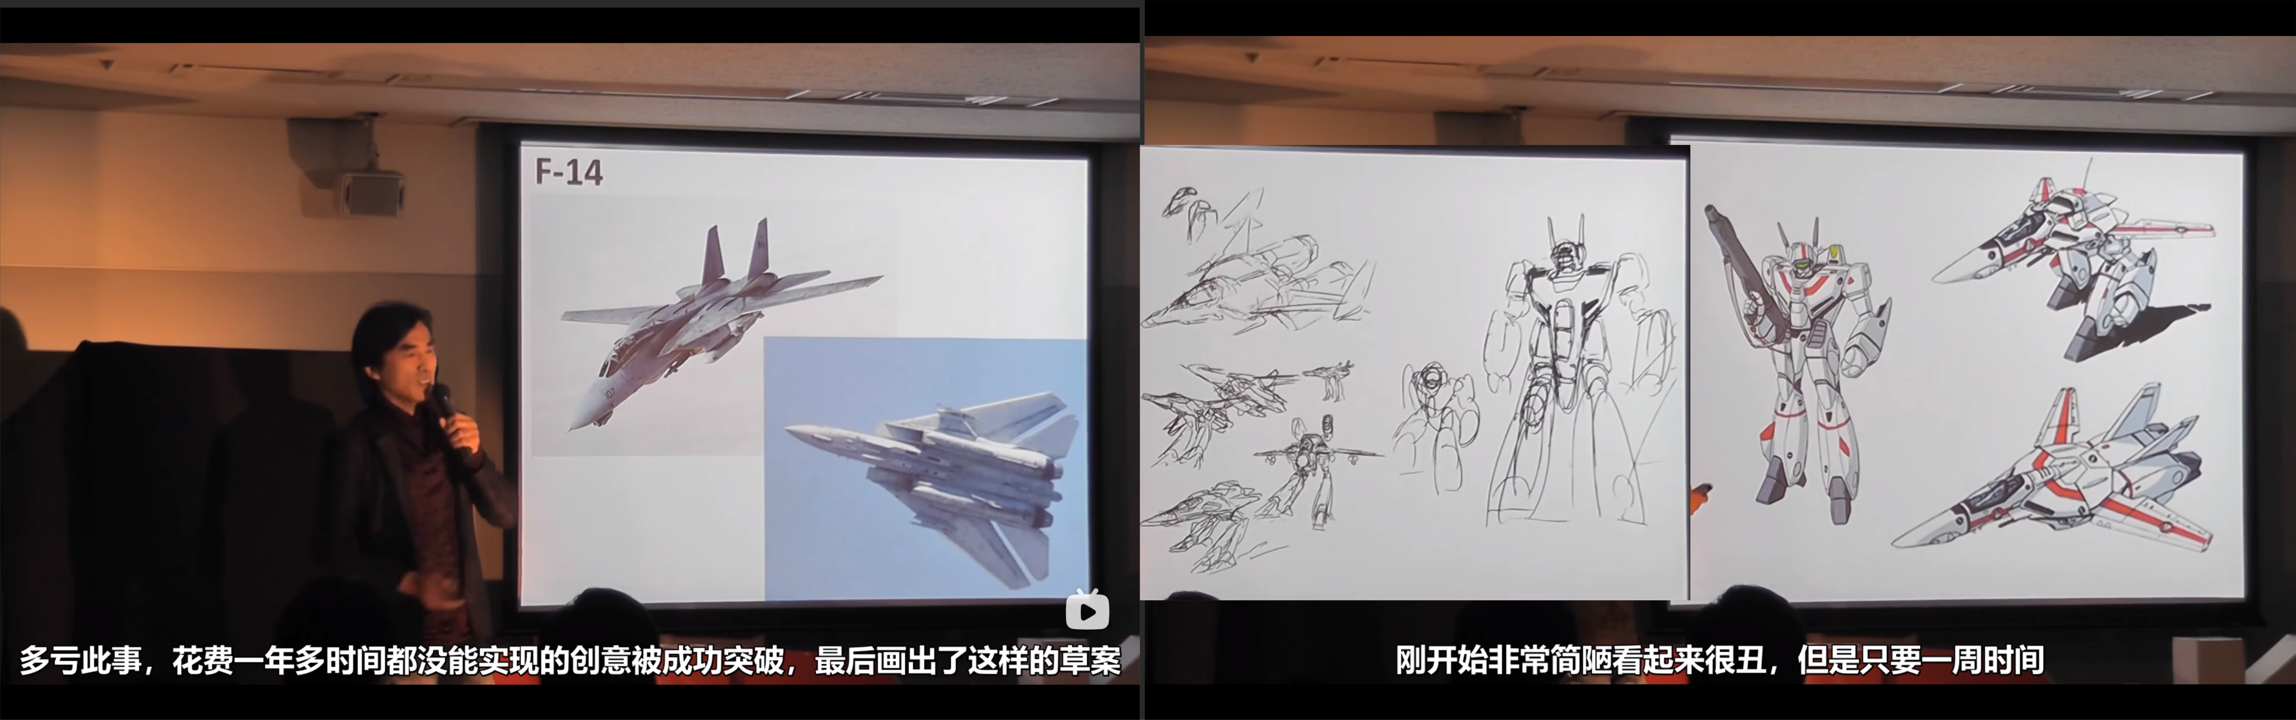 F-14
多亏此事，花费一年多时间都没能实现的创意被成功突破，最后画出了这样的草案
刚开始非常简陋看起来很丑，但是只要一周时间